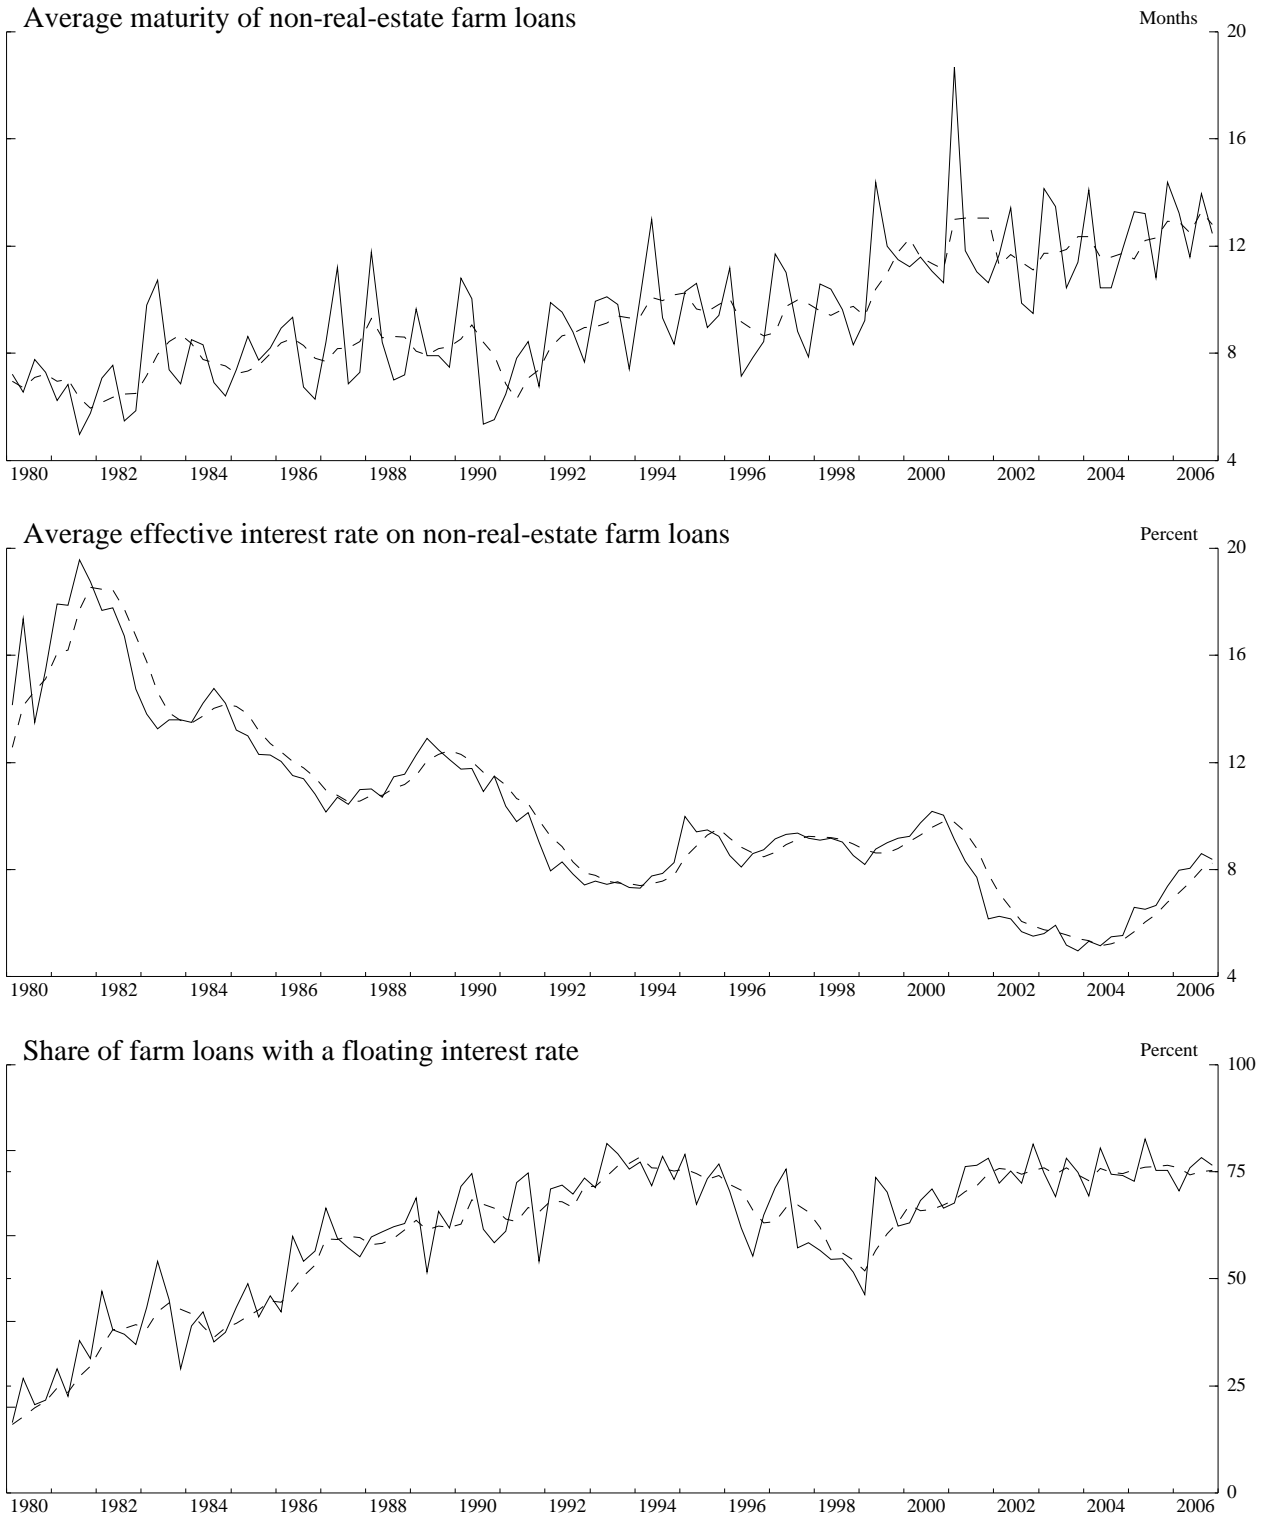 Average maturity of non-real-estate farm loans
Months
20
16
12
8
4
1980 1982 1984 1986 1988 1990 1992 1994 1996 1998 2000 2002 2004 2006
Average effective interest rate on non-real-estate farm loans
Percent
20
16
12
8
4
1980 1982 1984 1986 1988 1990 1992 1994 1996 1998 2000 2002 2004 2006
Share of farm loans with a floating interest rate
Percent
100
75
50
25
0
1980 1982 1984 1986 1988 1990 1992 1994 1996 1998 2000 2002 2004 2006